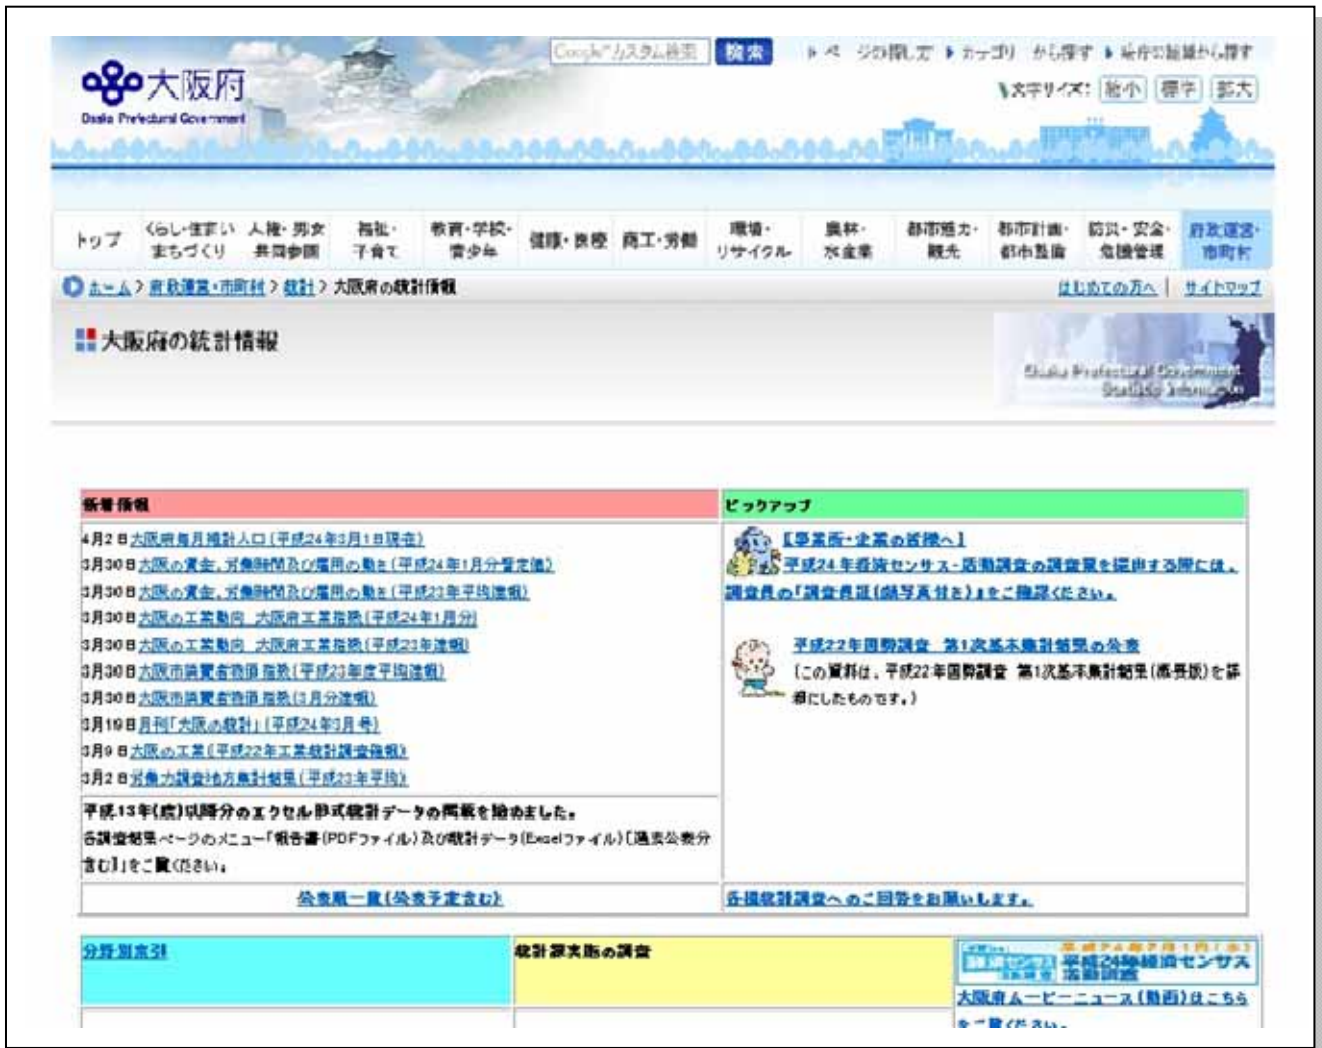 Google カスタム検索 検索 ▶ページの探し方 ▶カテゴリーから探す
大阪府
文字サイズ: 縮小 標準 拡大
Osaka Prefectural Government
トップ くらし・住まい まちづくり 人権・男女 共同参画 福祉・子育て 教育・学校・青少年 健康・医療 商工・労働 環境・リサイクル 農林・水産業 都市魅力・観光 都市計画・都市整備 防災・安全・危機管理 府政運営・市町村
ホーム > 府政運営・市町村 > 統計 > 大阪府の統計情報 はじめての方へ | サイトマップ
大阪府の統計情報
Osaka Prefectural Government
Statistic Information
新着情報 ピックアップ
4月2日 大阪府毎月推計人口(平成24年3月1日現在)
3月30日 大阪の賃金、労働時間及び雇用の動き(平成24年1月分暫定値)
3月30日 大阪の賃金、労働時間及び雇用の動き(平成23年平均速報)
3月30日 大阪の工業動向 大阪府工業指数(平成24年1月分)
3月30日 大阪の工業動向 大阪府工業指数(平成23年速報)
3月30日 大阪市消費者物価指数(平成23年度平均速報)
3月30日 大阪市消費者物価指数(3月分速報)
3月19日 月刊「大阪の統計」(平成24年3月号)
3月9日 大阪の工業(平成22年工業統計調査確報)
3月2日 労働力調査地方集計結果(平成23年平均)
平成13年(度)以降分のエクセル形式統計データの掲載を始めました。
各調査結果ページのメニュー「報告書(PDFファイル)及び統計データ(Excelファイル)[過去公表分
含む]」をご覧ください。
公表順一覧(公表予定含む)
【事業所・企業の皆様へ】
平成24年経済センサス-活動調査の調査票を提出する際には、
調査員の「調査員証(顔写真付き)」をご確認ください。
平成22年国勢調査 第1次基本集計結果の公表
(この資料は、平成22年国勢調査 第1次基本集計結果(概要版)を詳
細にしたものです。)
各種統計調査へのご回答をお願いします。
分野別索引 統計課実施の調査
平成24年経済センサス
活動調査
大阪府ムービーニュース(動画)はこちら
をご覧ください。